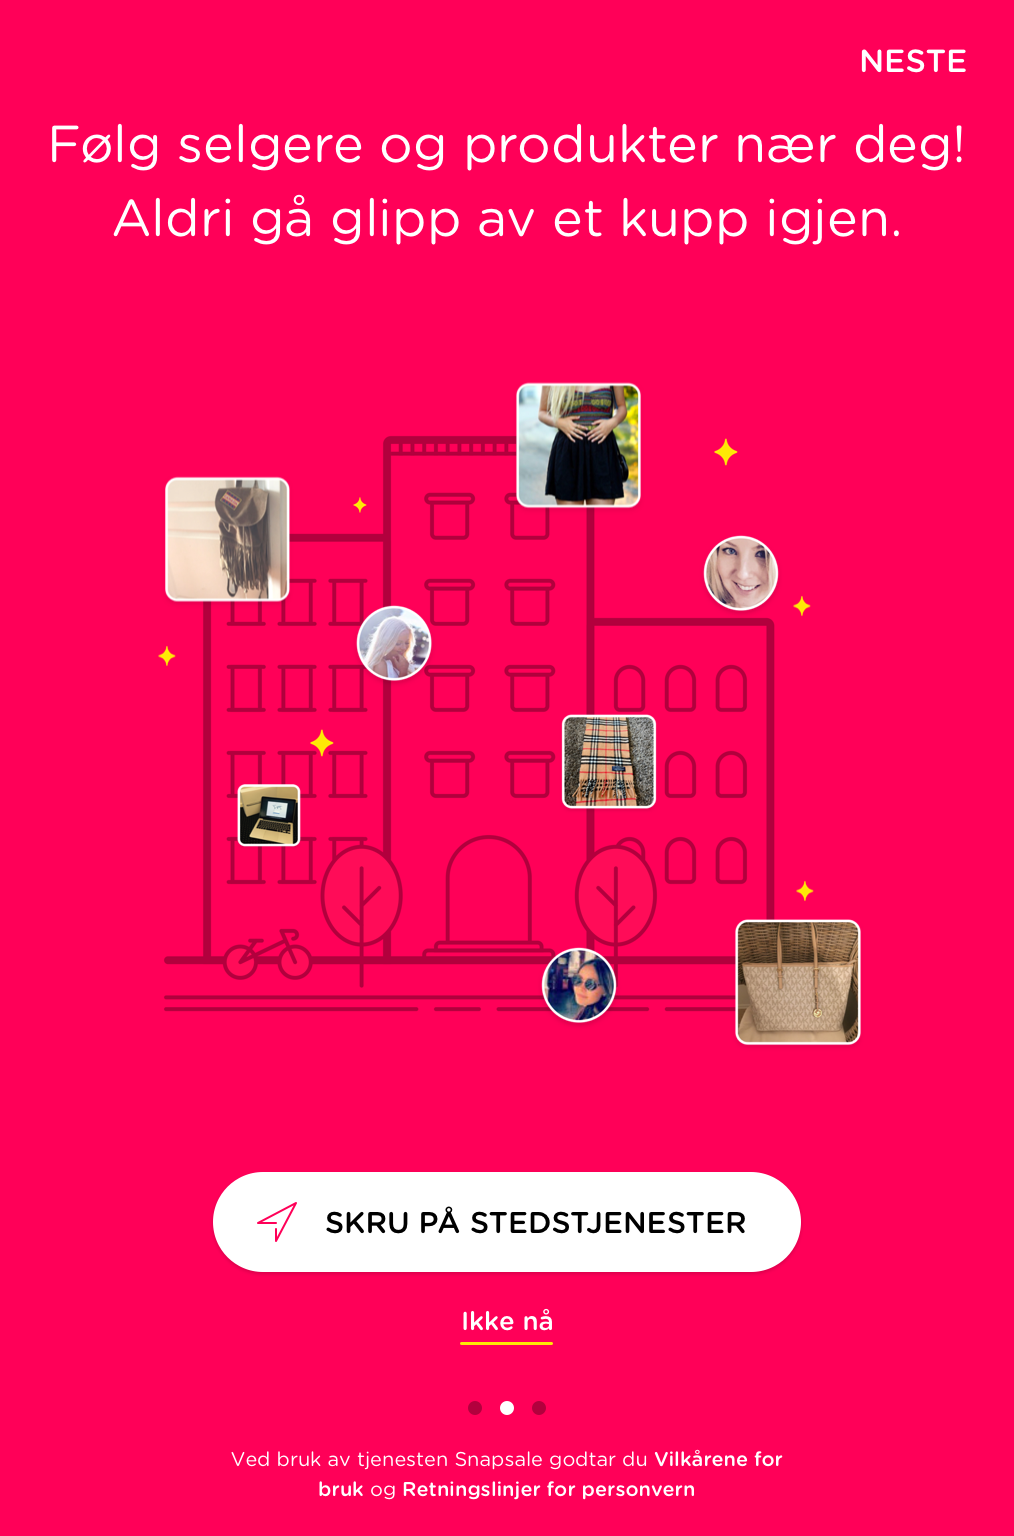 NESTE
Følg selgere og produkter nær deg!
Aldri gå glipp av et kupp igjen.
SKRU PÅ STEDSTJENESTER
Ikke nå
Ved bruk av tjenesten Snapsale godtar du Vilkårene for
bruk og Retningslinjer for personvern